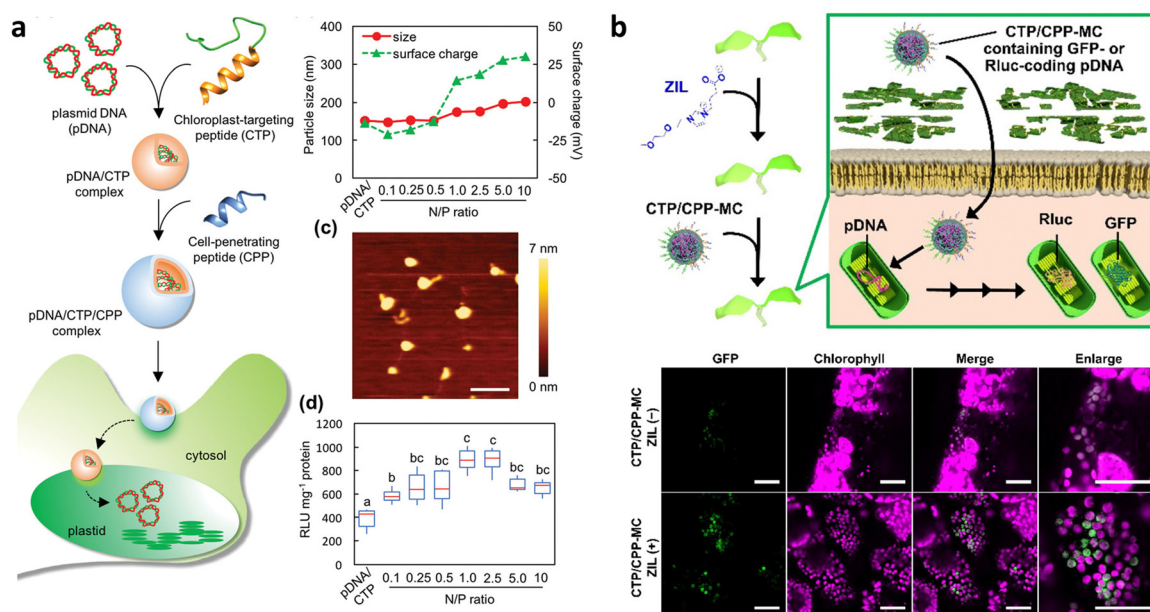 a
plasmid DNA
(pDNA)
Chloroplast-targeting
peptide (CTP)
pDNA/CTP
complex
Cell-penetrating
peptide (CPP)
pDNA/CTP/CPP
complex
cytosol
plastid
size
surface charge
Particle size (nm)
400
300
200
100
0
Surface charge (mV)
50
25
0
-25
-50
pDNA/
CTP
0.1
0.25
0.5
1.0
2.5
5.0
10
N/P ratio
(c)
7 nm
0 nm
(d)
RLU mg⁻¹ protein
1200
1000
800
600
400
200
0
a
b
bc
bc
c
c
bc
bc
pDNA/
CTP
0.1
0.25
0.5
1.0
2.5
5.0
10
N/P ratio
b
ZIL
CTP/CPP-MC
CTP/CPP-MC
containing GFP- or
Rluc-coding pDNA
pDNA
Rluc
GFP
GFP
Chlorophyll
Merge
Enlarge
CTP/CPP-MC
ZIL (−)
CTP/CPP-MC
ZIL (+)